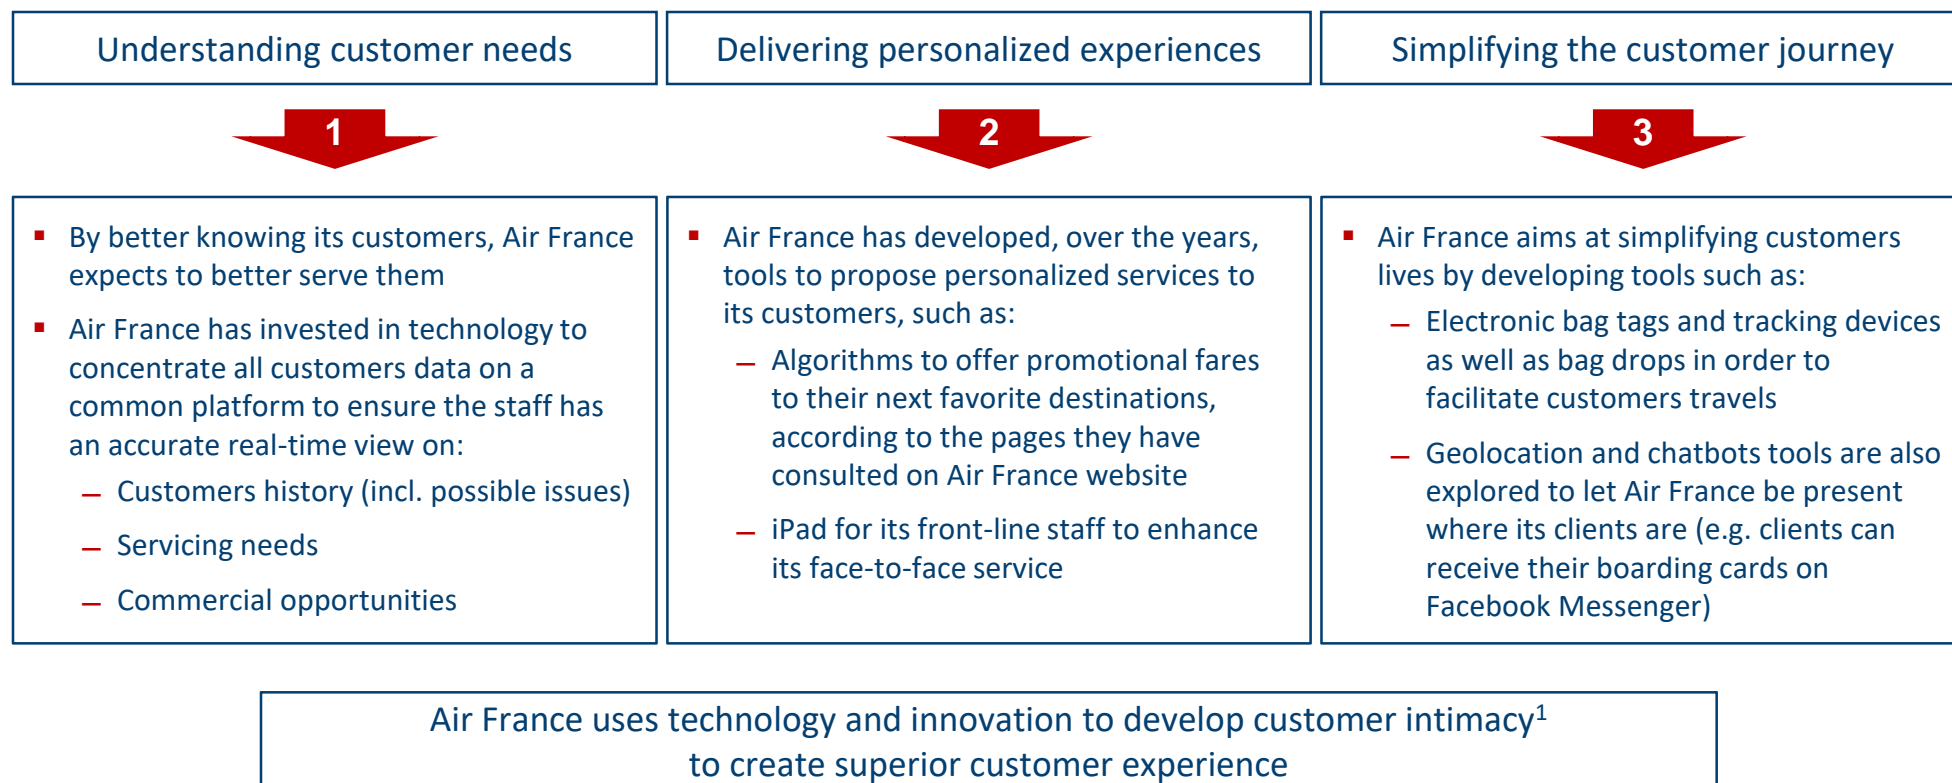 Understanding customer needs
Delivering personalized experiences
Simplifying the customer journey
1
2
3
▪ By better knowing its customers, Air France
expects to better serve them
▪ Air France has invested in technology to
concentrate all customers data on a
common platform to ensure the staff has
an accurate real-time view on:
– Customers history (incl. possible issues)
– Servicing needs
– Commercial opportunities
▪ Air France has developed, over the years,
tools to propose personalized services to
its customers, such as:
– Algorithms to offer promotional fares
to their next favorite destinations,
according to the pages they have
consulted on Air France website
– iPad for its front-line staff to enhance
its face-to-face service
▪ Air France aims at simplifying customers
lives by developing tools such as:
– Electronic bag tags and tracking devices
as well as bag drops in order to
facilitate customers travels
– Geolocation and chatbots tools are also
explored to let Air France be present
where its clients are (e.g. clients can
receive their boarding cards on
Facebook Messenger)
Air France uses technology and innovation to develop customer intimacy¹
to create superior customer experience